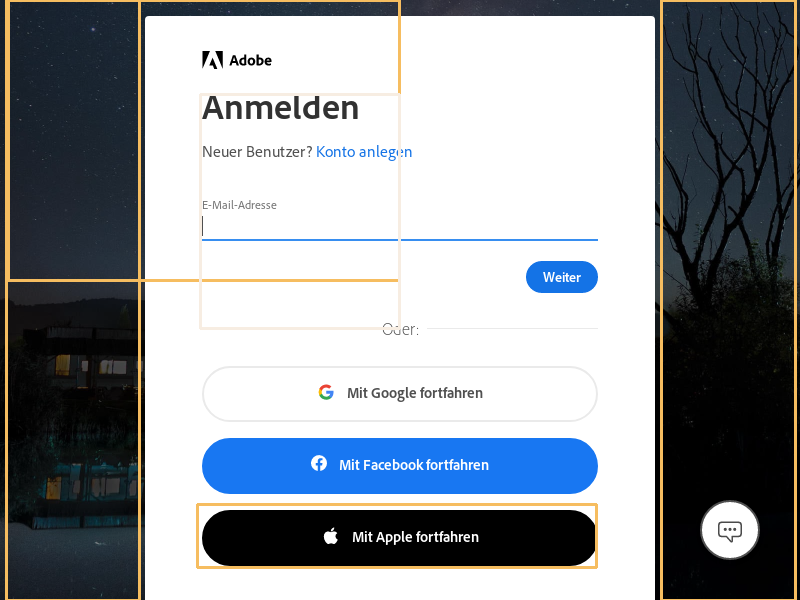 Adobe
Anmelden
Neuer Benutzer? Konto anlegen
E-Mail-Adresse
Weiter
Oder:
Mit Google fortfahren
Mit Facebook fortfahren
Mit Apple fortfahren